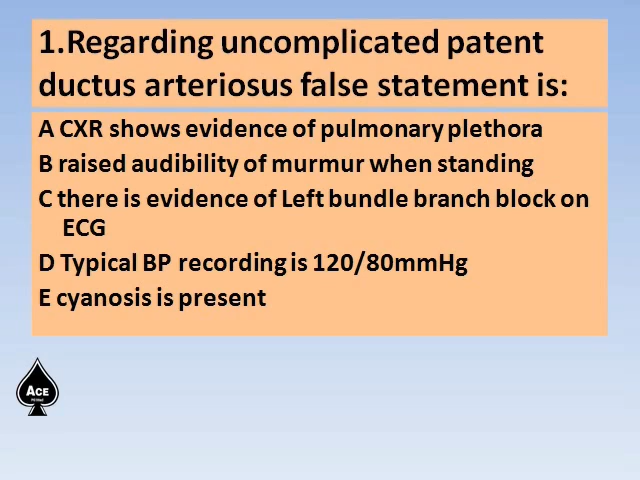 1.Regarding uncomplicated patent
ductus arteriosus false statement is:
A CXR shows evidence of pulmonary plethora
B raised audibility of murmur when standing
C there is evidence of Left bundle branch block on
ECG
D Typical BP recording is 120/80mmHg
E cyanosis is present
ACE